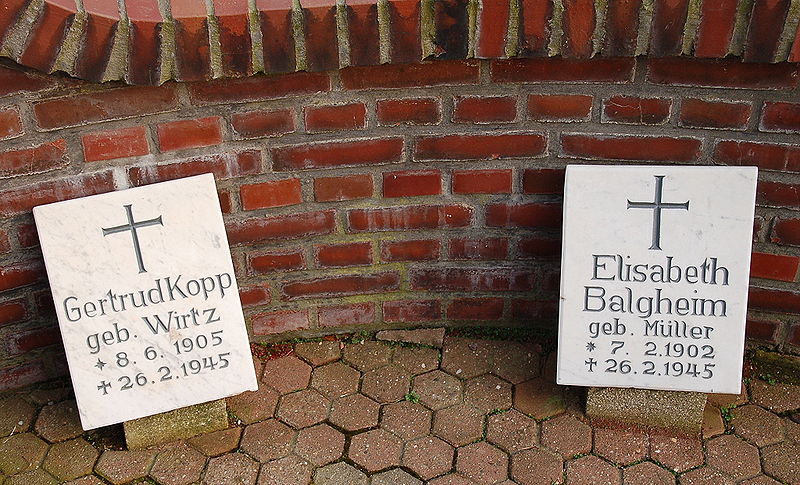 Gertrud Kopp
geb. Wirtz
* 8. 6. 1905
✝ 26. 2. 1945
Elisabeth
Balgheim
geb. Müller
* 7. 2. 1902
✝ 26. 2. 1945